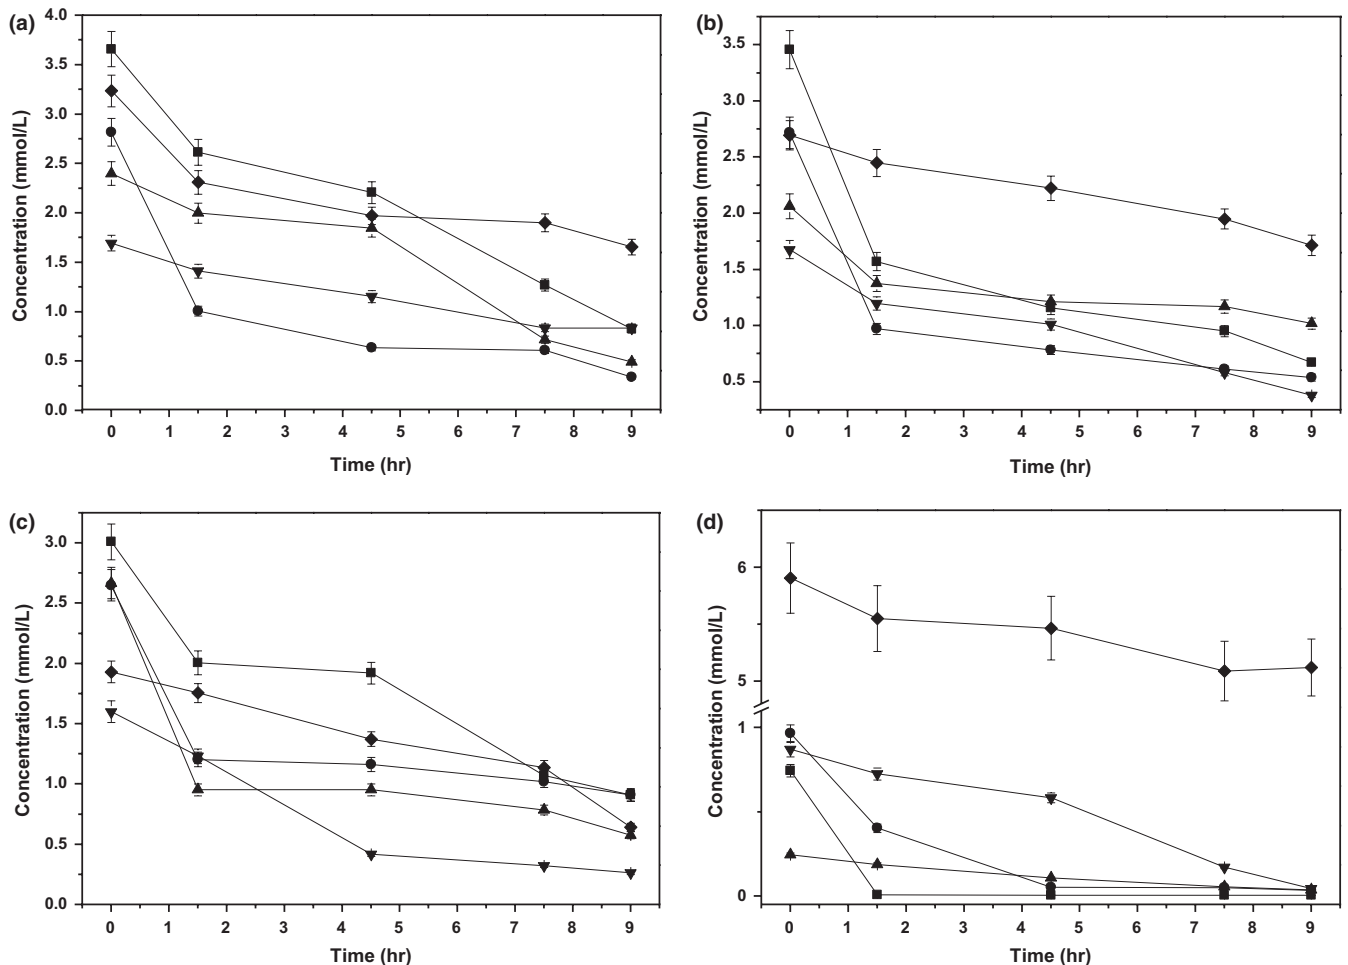 (a)
Concentration (mmol/L)
4.0
3.5
3.0
2.5
2.0
1.5
1.0
0.5
0.0
0 1 2 3 4 5 6 7 8 9
Time (hr)
(b)
Concentration (mmol/L)
3.5
3.0
2.5
2.0
1.5
1.0
0.5
0 1 2 3 4 5 6 7 8 9
Time (hr)
(c)
Concentration (mmol/L)
3.0
2.5
2.0
1.5
1.0
0.5
0.0
0 1 2 3 4 5 6 7 8 9
Time (hr)
(d)
Concentration (mmol/L)
6
5
1
0
0 1 2 3 4 5 6 7 8 9
Time (hr)